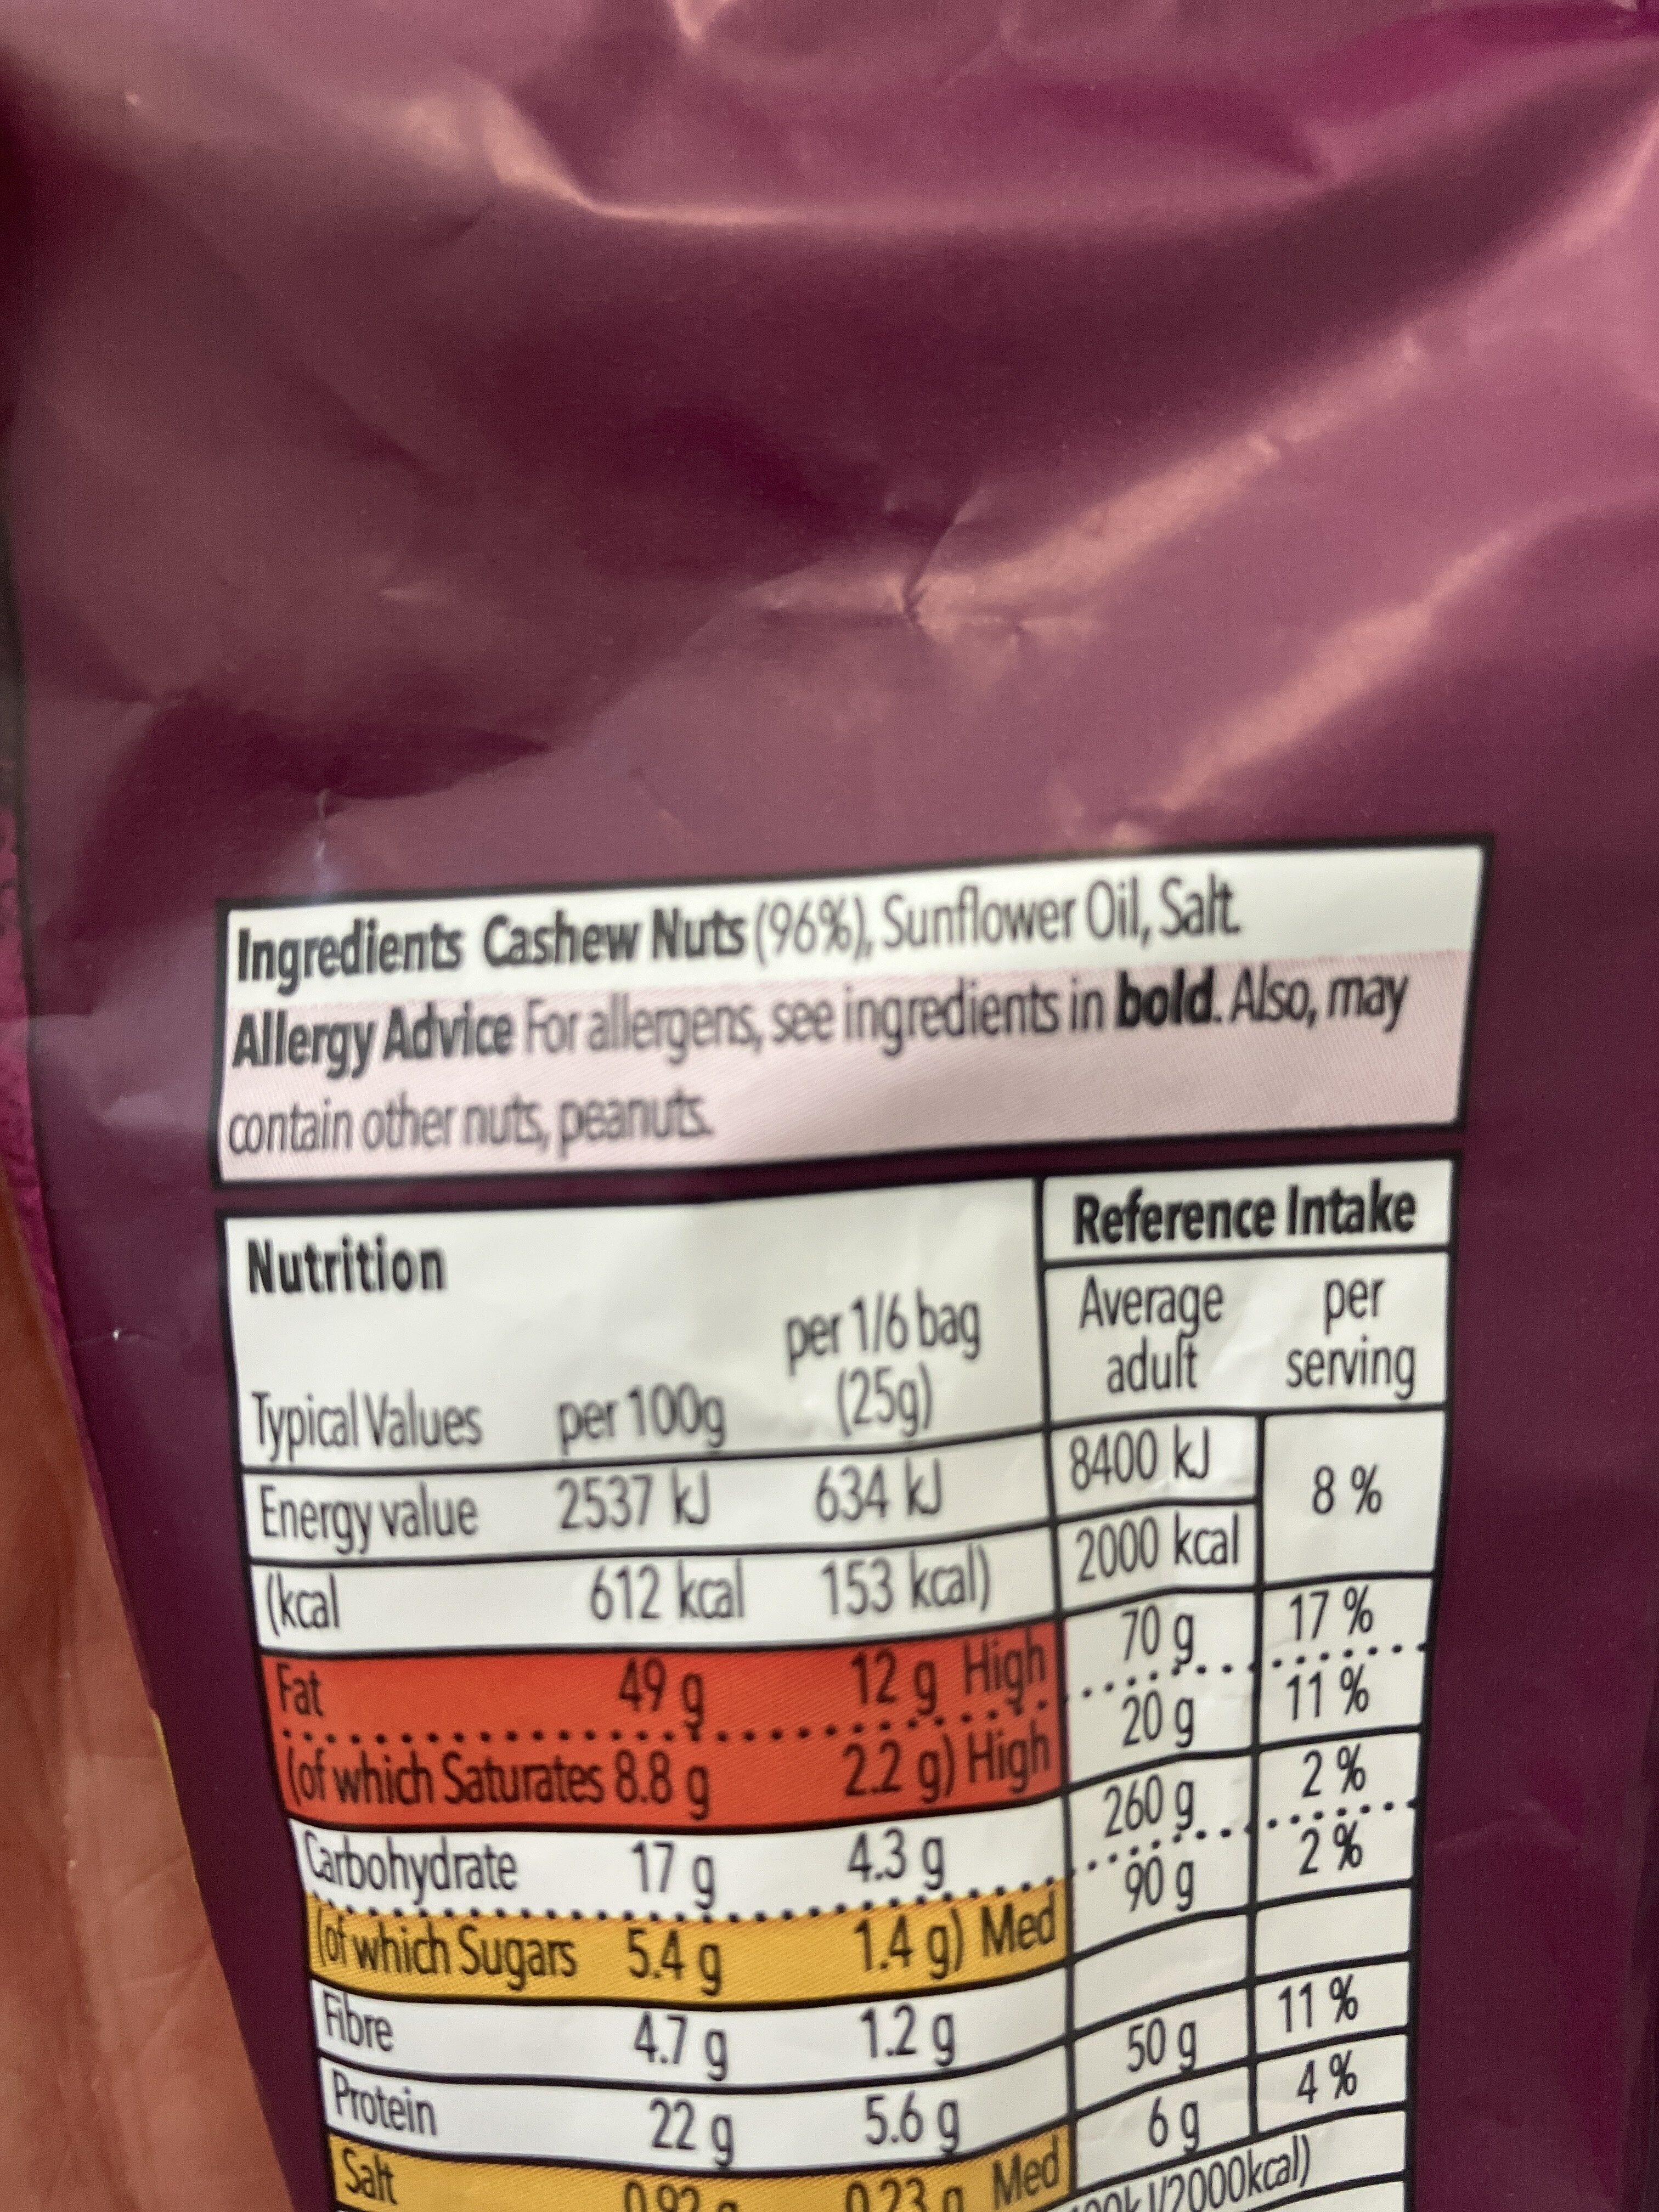 Ingredients Cashew Nuts (96%), Sunflower Oil, Salt.
Allergy Advice For allergens, see ingredients in bold. Also, may
contain other nuts, peanuts.
Nutrition
Reference Intake
Typical Values per 100g per 1/6 bag (25g) Average adult per serving
Energy value 2537 kJ 634 kJ 8400 kJ 8 %
(kcal 612 kcal 153 kcal) 2000 kcal
Fat 49 g 12 g High 70 g 17 %
(of which Saturates 8.8 g 2.2 g) High 20 g 11 %
Carbohydrate 17 g 4.3 g 260 g 2 %
(of which Sugars 5.4 g 1.4 g) Med 90 g 2 %
Fibre 4.7 g 1.2 g
Protein 22 g 5.6 g 50 g 11 %
Salt 0.92 g 0.23 g Med 6 g 4 %
/2000kcal)